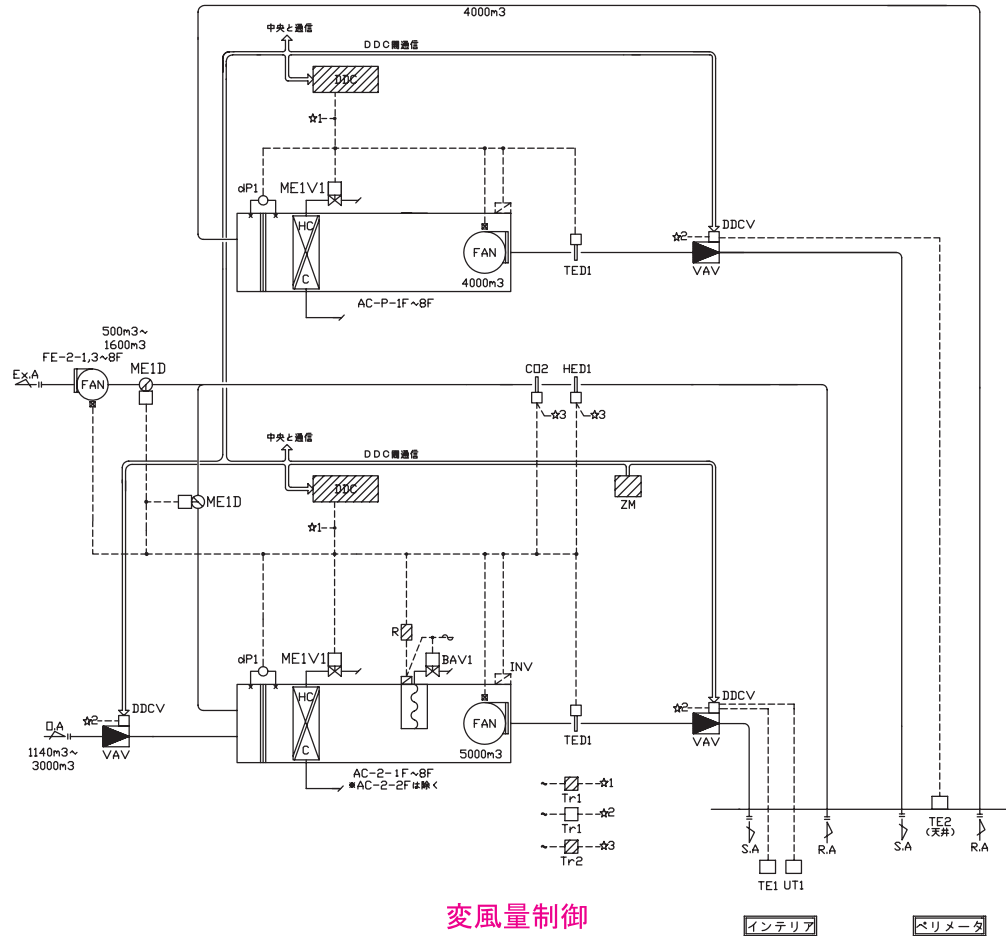 4000m3
中央と通信
DDC間通信
DDC
☆1
dP1
ME1V1
HC
C
FAN
4000m3
TED1
☆2
DDCV
VAV
AC-P-1F~8F
500m3~
1600m3
FE-2-1,3~8F
Ex.A
FAN
ME1D
CO2
HED1
☆3
☆3
中央と通信
DDC間通信
DDC
ZM
ME1D
☆1
R
dP1
ME1V1
BAV1
INV
HC
C
FAN
5000m3
TED1
☆2
DDCV
VAV
O.A
☆2
DDCV
VAV
1140m3~
3000m3
AC-2-1F~8F
※AC-2-2Fは除く
~ ☆1
Tr1
~ ☆2
Tr1
~ ☆3
Tr2
S.A
R.A
S.A
TE2
(天井)
R.A
TE1
UT1
変風量制御
インテリア
ペリメータ